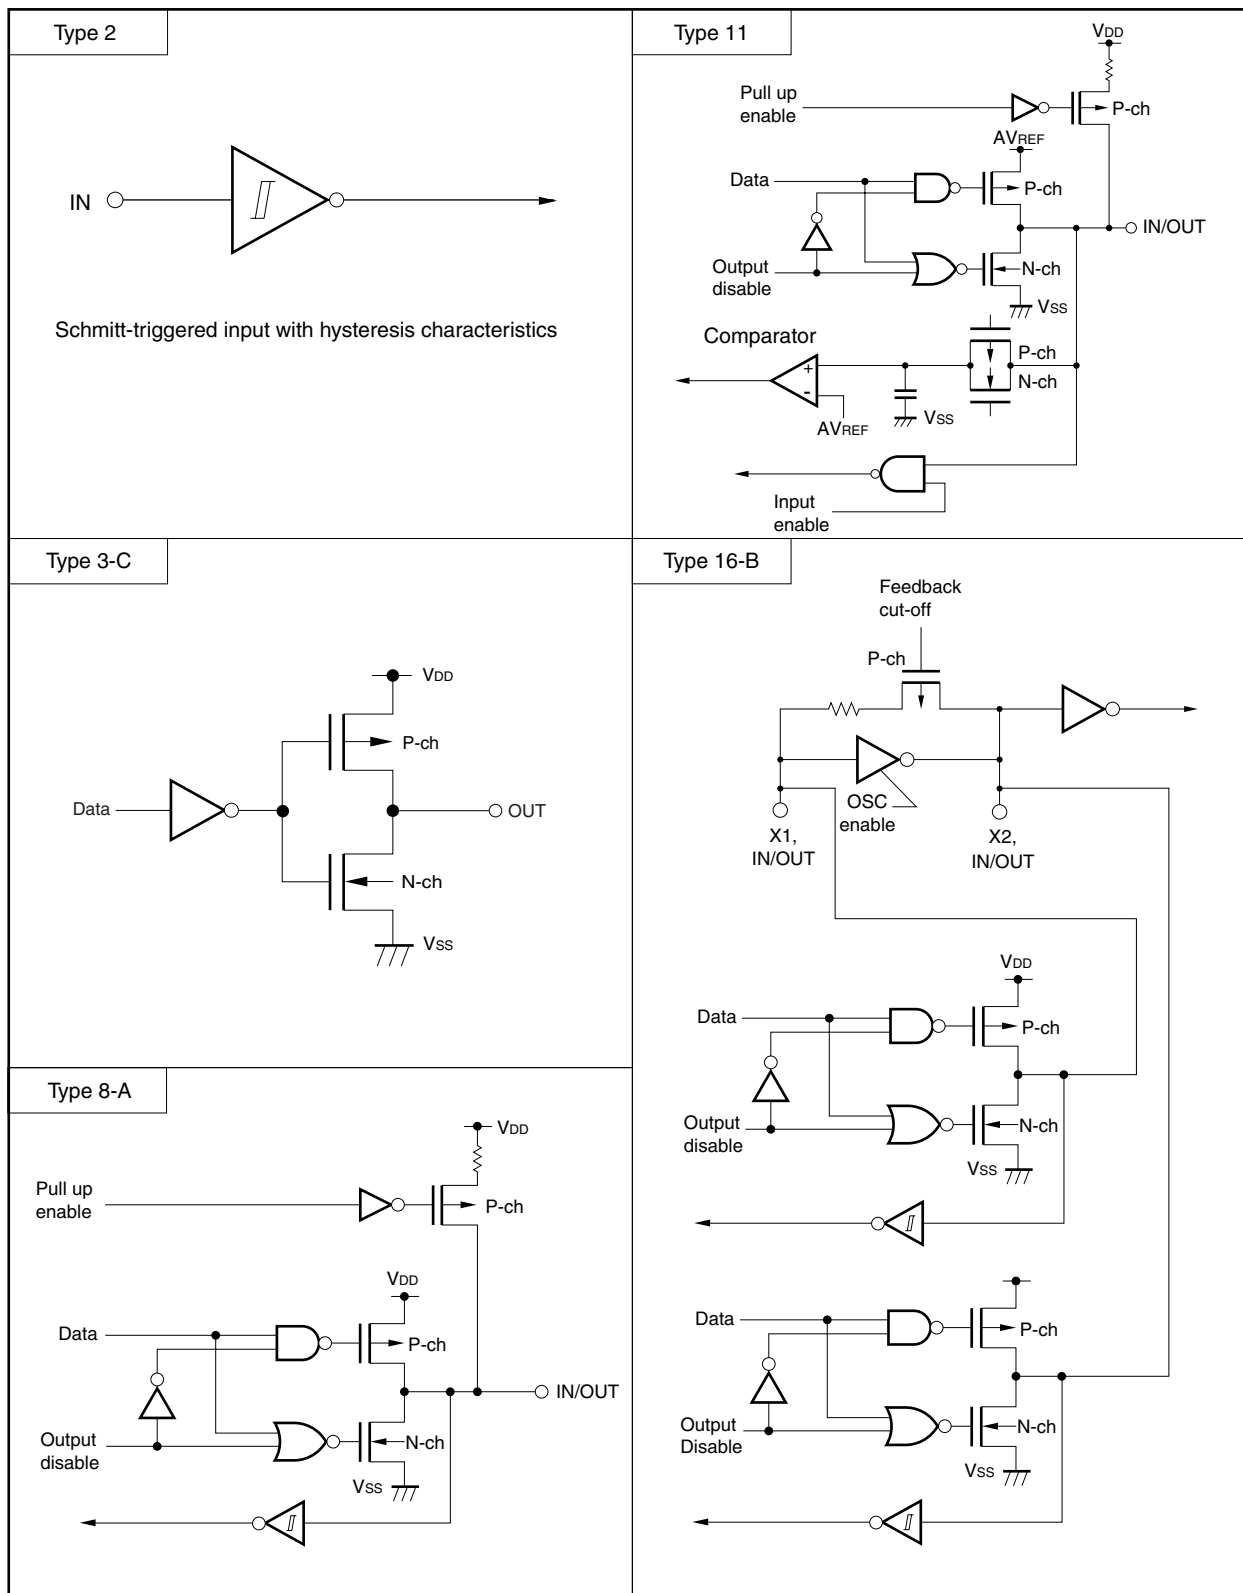 Type 2
IN
Schmitt-triggered input with hysteresis characteristics
Type 11
VDD
Pull up
enable
P-ch
AVREF
Data
P-ch
IN/OUT
Output
disable
N-ch
VSS
Comparator
P-ch
N-ch
+
-
AVREF
VSS
Input
enable
Type 3-C
VDD
P-ch
Data
OUT
N-ch
VSS
Type 8-A
VDD
Pull up
enable
P-ch
VDD
Data
P-ch
IN/OUT
Output
disable
N-ch
VSS
Type 16-B
Feedback
cut-off
P-ch
OSC
enable
X1,
IN/OUT
X2,
IN/OUT
VDD
Data
P-ch
Output
disable
N-ch
VSS
Data
P-ch
Output
Disable
N-ch
VSS